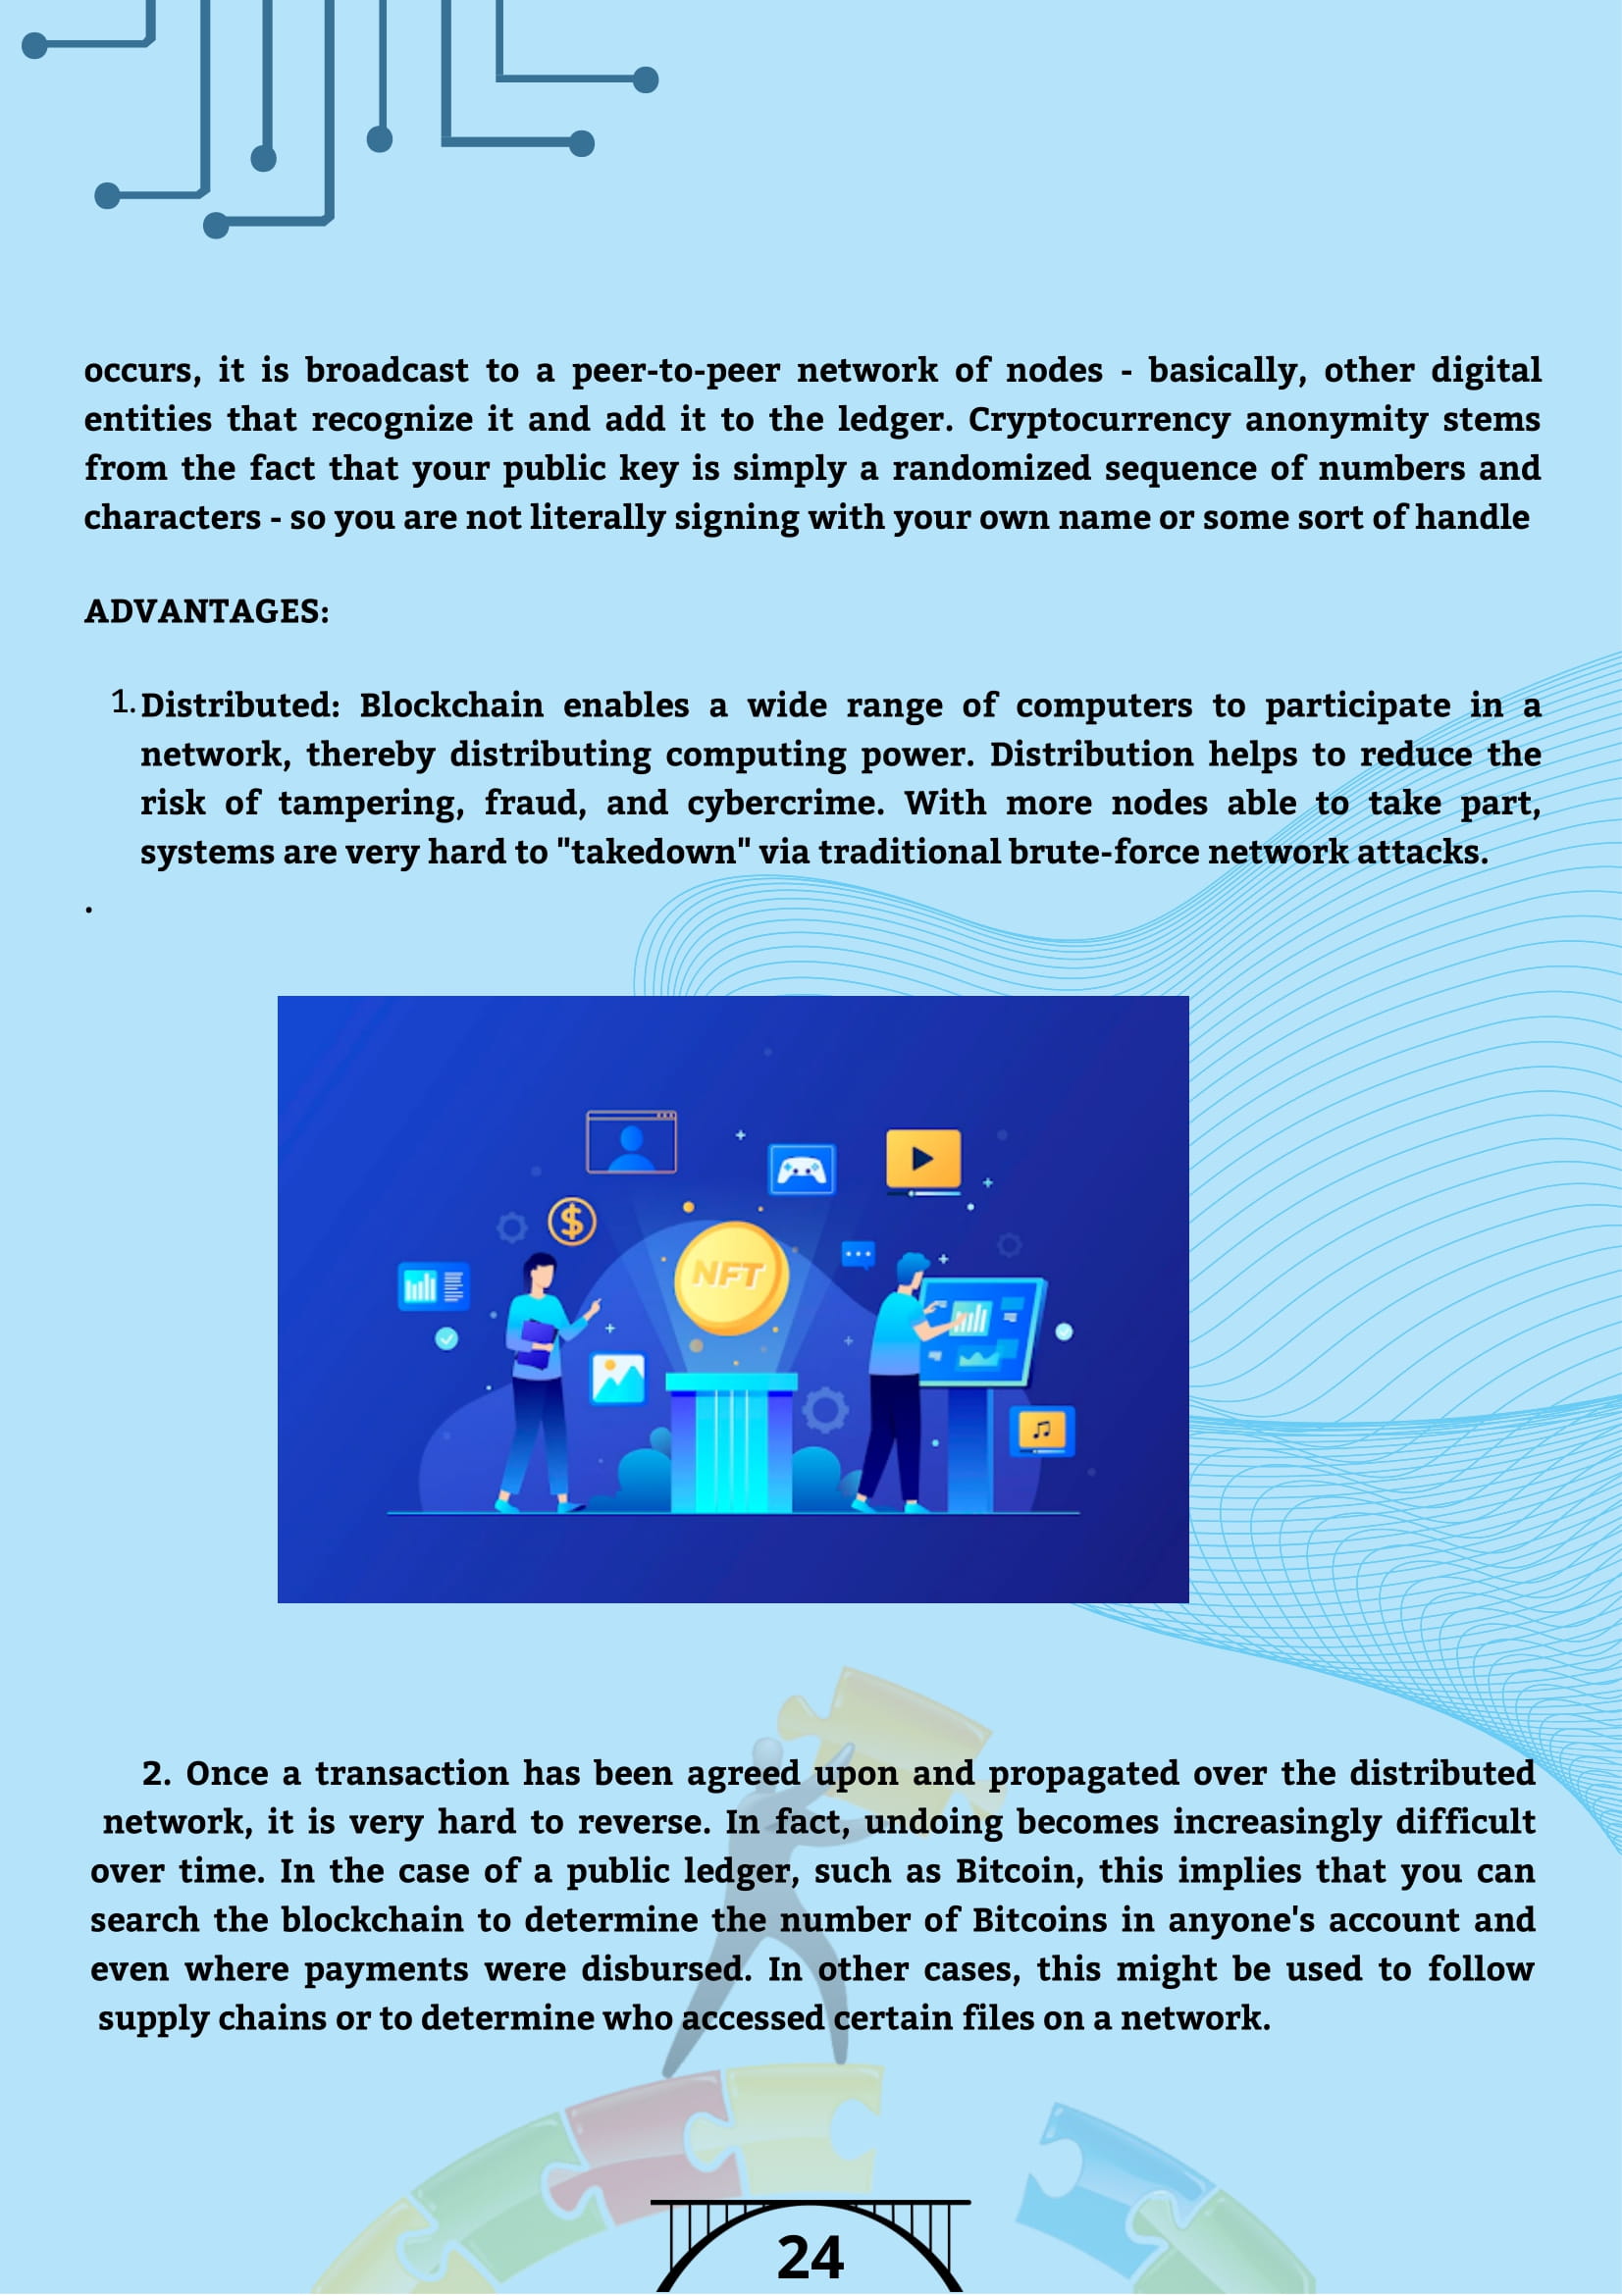 occurs, it is broadcast to a peer-to-peer network of nodes - basically, other digital
entities that recognize it and add it to the ledger. Cryptocurrency anonymity stems
from the fact that your public key is simply a randomized sequence of numbers and
characters - so you are not literally signing with your own name or some sort of handle
ADVANTAGES:
1. Distributed: Blockchain enables a wide range of computers to participate in a
network, thereby distributing computing power. Distribution helps to reduce the
risk of tampering, fraud, and cybercrime. With more nodes able to take part,
systems are very hard to "takedown" via traditional brute-force network attacks.
.
NFT
2. Once a transaction has been agreed upon and propagated over the distributed
network, it is very hard to reverse. In fact, undoing becomes increasingly difficult
over time. In the case of a public ledger, such as Bitcoin, this implies that you can
search the blockchain to determine the number of Bitcoins in anyone's account and
even where payments were disbursed. In other cases, this might be used to follow
supply chains or to determine who accessed certain files on a network.
24